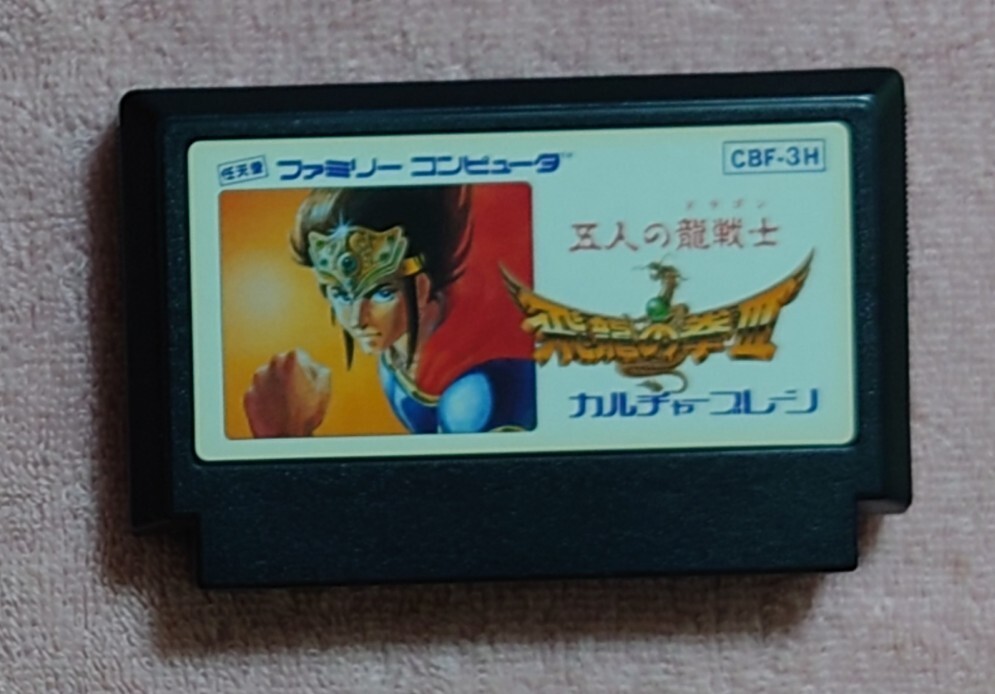 任天堂 ファミリー コンピュータ™
CBF-3H
ドラゴン
五人の龍戦士
飛龍の拳III
カルチャーブレーン